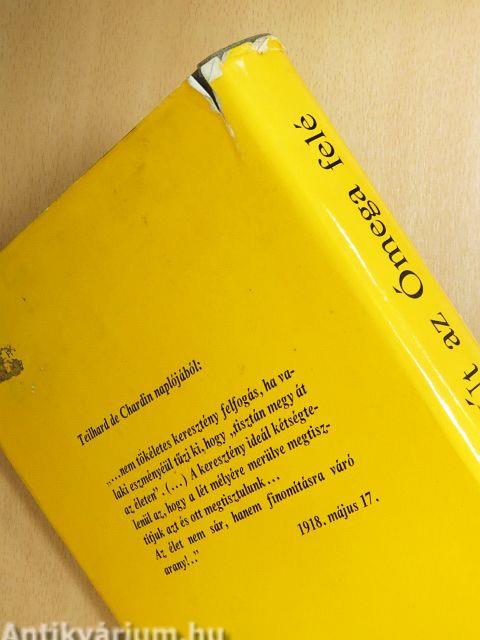 Út az Ómega felé
Teilhard de Chardin naplójából:
„...nem tökéletes keresztény felfogás, ha va-
laki eszményéül tűzi ki, hogy „tisztán megy át
az életen”. (...) A keresztény ideál kétségte-
lenül az, hogy a lét mélyére merülve megtisz-
títjuk azt és ott megtisztulunk...
Az élet nem sár, hanem finomításra váró
arany!..”
1918. május 17.
Antikvárium.hu